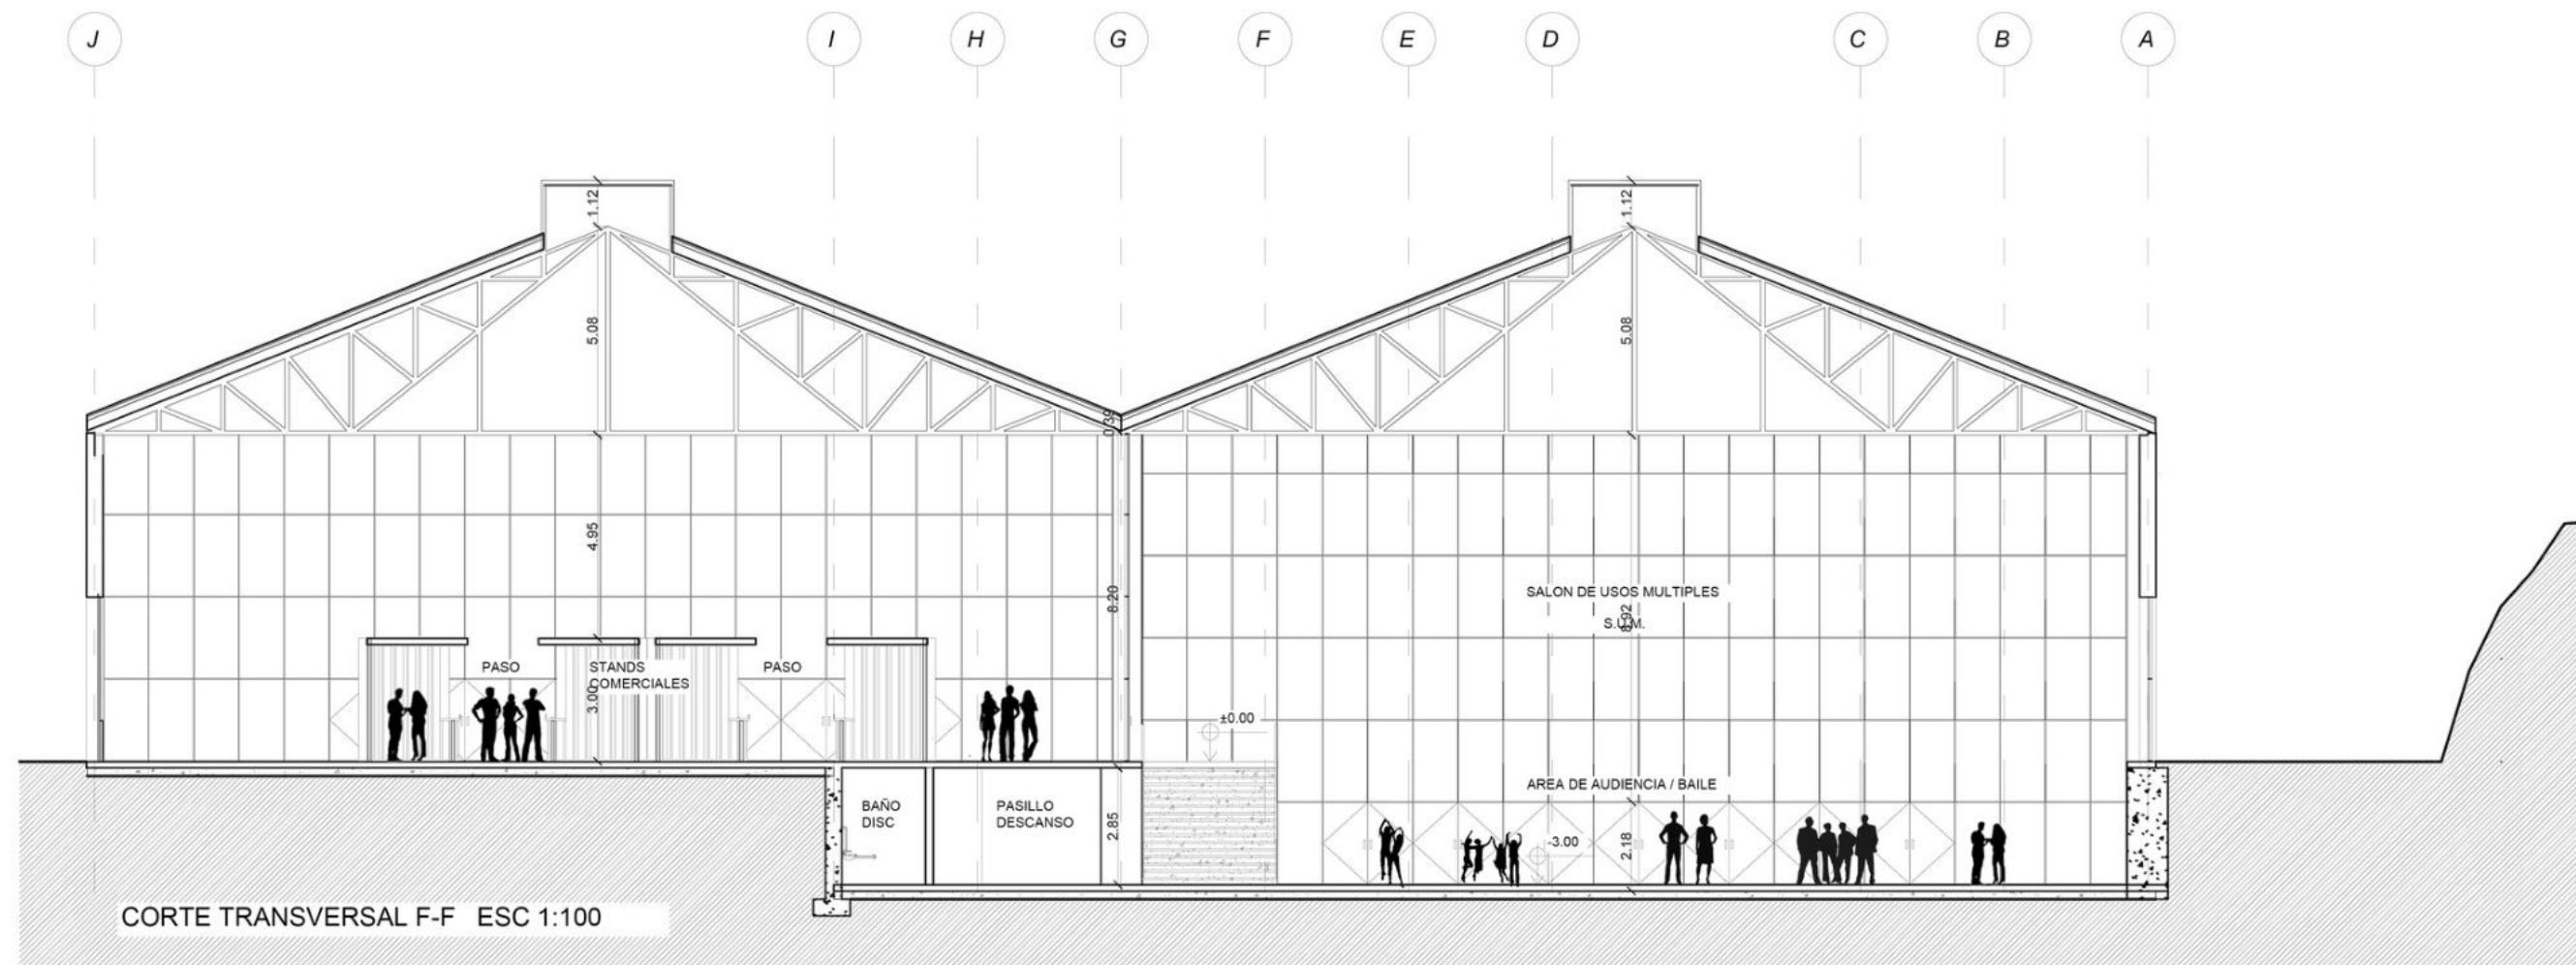 J I H G F E D C B A
1.12 1.12
5.08 5.08
0.39
4.95
8.20
SALON DE USOS MULTIPLES
8.92
S.U.M.
PASO STANDS PASO
COMERCIALES
3.00
±0.00
AREA DE AUDIENCIA / BAILE
BAÑO PASILLO
DISC DESCANSO
2.85
2.18
-3.00
CORTE TRANSVERSAL F-F ESC 1:100